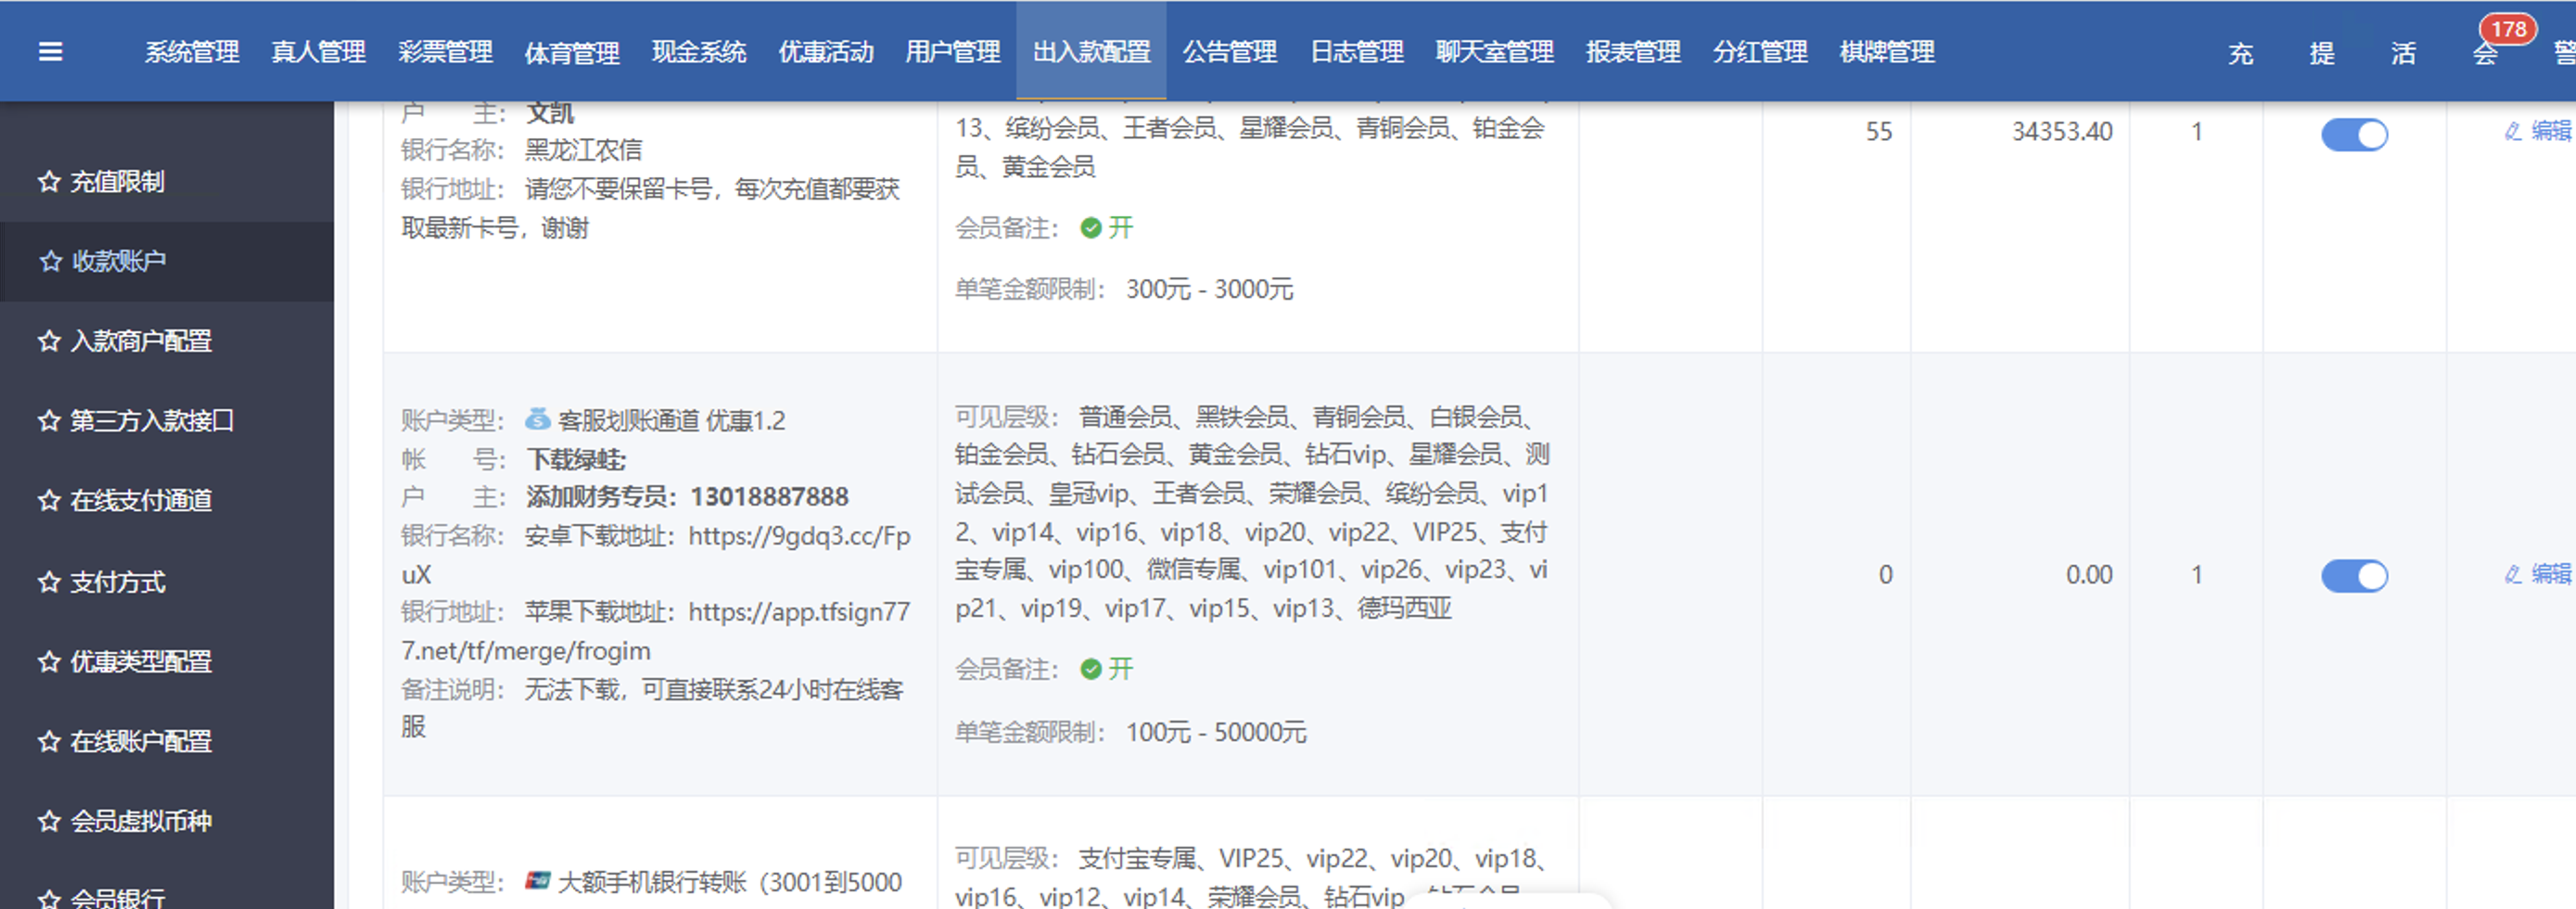 系统管理 真人管理 彩票管理 体育管理 现金系统 优惠活动 用户管理 出入款配置 公告管理 日志管理 聊天室管理 报表管理 分红管理 棋牌管理 充 提 活 会 178 警
充值限制
收款账户
入款商户配置
第三方入款接口
在线支付通道
支付方式
优惠类型配置
在线账户配置
会员虚拟币种
会员银行
户 主： 文凯
银行名称： 黑龙江农信
银行地址： 请您不要保留卡号，每次充值都要获
取最新卡号，谢谢
13、缤纷会员、王者会员、星耀会员、青铜会员、铂金会
员、黄金会员
会员备注： 开
单笔金额限制： 300元 - 3000元
55 34353.40 1 编辑
账户类型： 客服划账通道 优惠1.2
帐 号： 下载绿蛙;
户 主： 添加财务专员：13018887888
银行名称： 安卓下载地址：https://9gdq3.cc/Fp
uX
银行地址： 苹果下载地址：https://app.tfsign77
7.net/tf/merge/frogim
备注说明： 无法下载，可直接联系24小时在线客
服
可见层级： 普通会员、黑铁会员、青铜会员、白银会员、
铂金会员、钻石会员、黄金会员、钻石vip、星耀会员、测
试会员、皇冠vip、王者会员、荣耀会员、缤纷会员、vip1
2、vip14、vip16、vip18、vip20、vip22、VIP25、支付
宝专属、vip100、微信专属、vip101、vip26、vip23、vi
p21、vip19、vip17、vip15、vip13、德玛西亚
会员备注： 开
单笔金额限制： 100元 - 50000元
0 0.00 1 编辑
账户类型： 大额手机银行转账（3001到5000
可见层级： 支付宝专属、VIP25、vip22、vip20、vip18、
vip16、vip12、vip14、荣耀会员、钻石vip、钻石会员